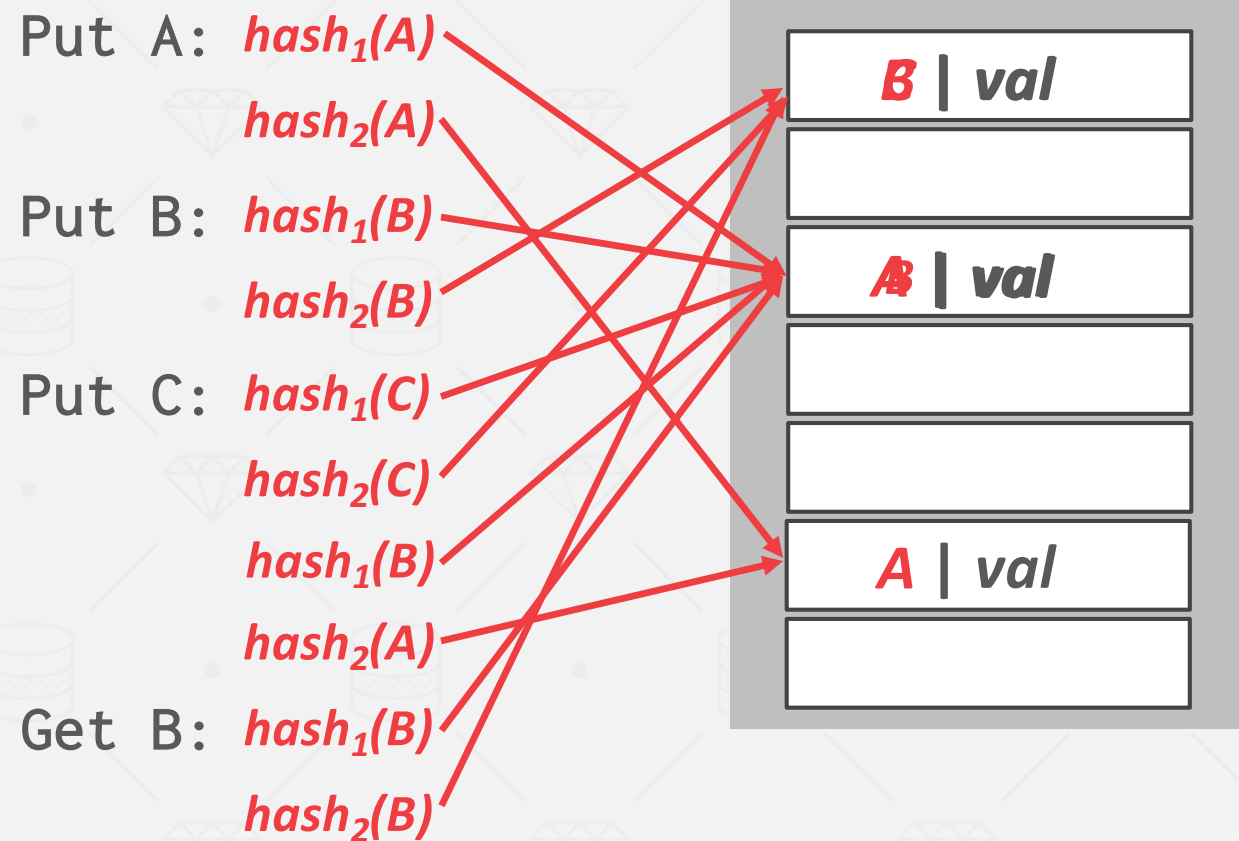 Put A: hash₁(A)
hash₂(A)
Put B: hash₁(B)
hash₂(B)
Put C: hash₁(C)
hash₂(C)
hash₁(B)
hash₂(A)
Get B: hash₁(B)
hash₂(B)
| val
| val
A | val